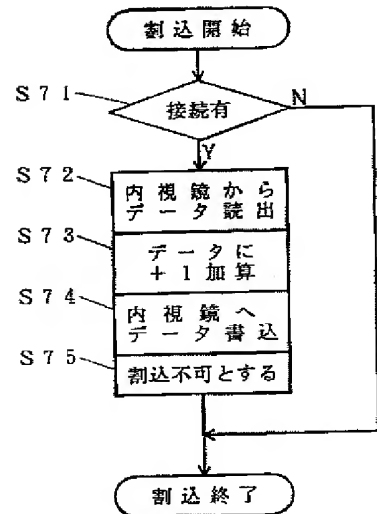 割込開始
S71
接続有
N
Y
S72
内視鏡から
データ読出
S73
データに
+1加算
S74
内視鏡へ
データ書込
S75
割込不可とする
割込終了